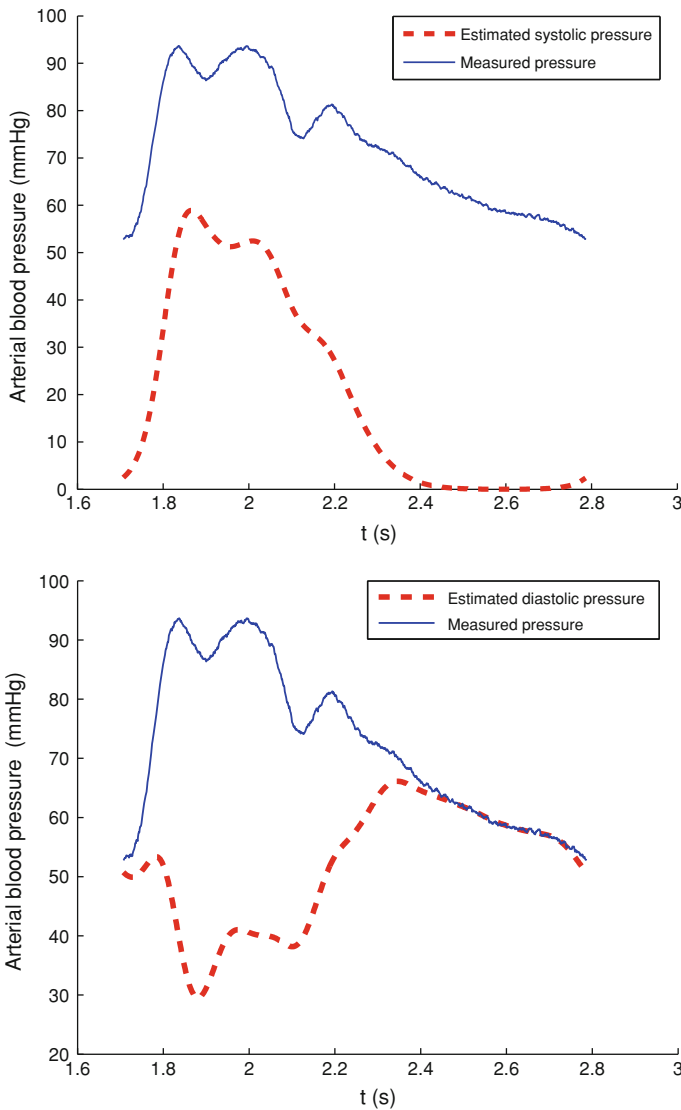 100
90
80
70
60
50
40
30
20
10
0
Arterial blood pressure (mmHg)
Estimated systolic pressure
Measured pressure
1.6 1.8 2 2.2 2.4 2.6 2.8 3
t (s)
100
90
80
70
60
50
40
30
20
Arterial blood pressure (mmHg)
Estimated diastolic pressure
Measured pressure
1.6 1.8 2 2.2 2.4 2.6 2.8 3
t (s)